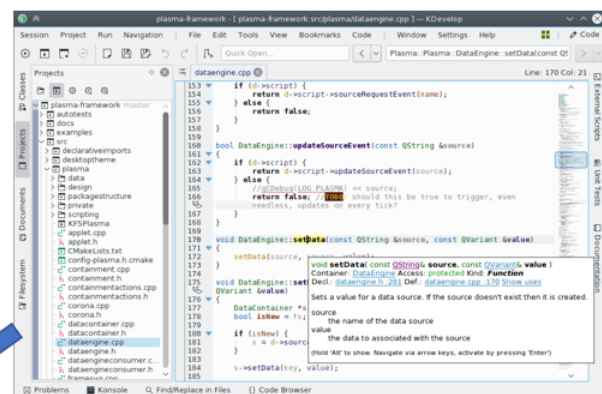 plasma-framework - [ plasma-framework:src/plasma/dataengine.cpp ] — KDevelop
Session Project Run Navigation File Edit Tools View Bookmarks Code Window Settings Help Code
Quick Open... Plasma::Plasma::DataEngine::setData(const QS
Projects
dataengine.cpp
Line: 170 Col: 21
Classes
Projects
Documents
Filesystem
plasma-framework master
autotests
docs
examples
src
declarativeimports
desktoptheme
plasma
data
design
packagestructure
private
scripting
KF5Plasma
applet.cpp
applet.h
CMakeLists.txt
config-plasma.h.cmake
containment.cpp
containment.h
containmentactions.cpp
containmentactions.h
corona.cpp
corona.h
datacontainer.cpp
datacontainer.h
dataengine.cpp
dataengine.h
dataengineconsumer.c...
dataengineconsumer.h
framesvg.cpp
153 if (d->script) {
154 return d->script->sourceRequestEvent(name);
155 } else {
156 return false;
157 }
158 }
159
160 bool DataEngine::updateSourceEvent(const QString &source)
161 {
162 if (d->script) {
163 return d->script->updateSourceEvent(source);
164 } else {
165 //qCDebug(LOG_PLASMA) << source;
166 return false; //TODO: should this be true to trigger, even
needless, updates on every tick?
167 }
168 }
169
170 void DataEngine::setData(const QString &source, const QVariant &value)
171 {
172 setData(source, source, value);
173 }
174
175 void DataEngine::set
QVariant &value)
176 {
177 DataContainer *s
178 bool isNew = !s;
179
180 if (isNew) {
181 s = d->sourc
182 }
183
184 s->setData(key, value);
185
void setData( const QString& source, const QVariant& value )
Container: DataEngine Access: protected Kind: Function
Decl.: dataengine.h :281 Def.: dataengine.cpp :170 Show uses
Sets a value for a data source. If the source doesn't exist then it is created.
source
the name of the data source
value
the data to associated with the source
(Hold 'Alt' to show. Navigate via arrow keys, activate by pressing 'Enter')
External Scripts
Unit Tests
Documentation
Problems Konsole Find/Replace in Files {} Code Browser